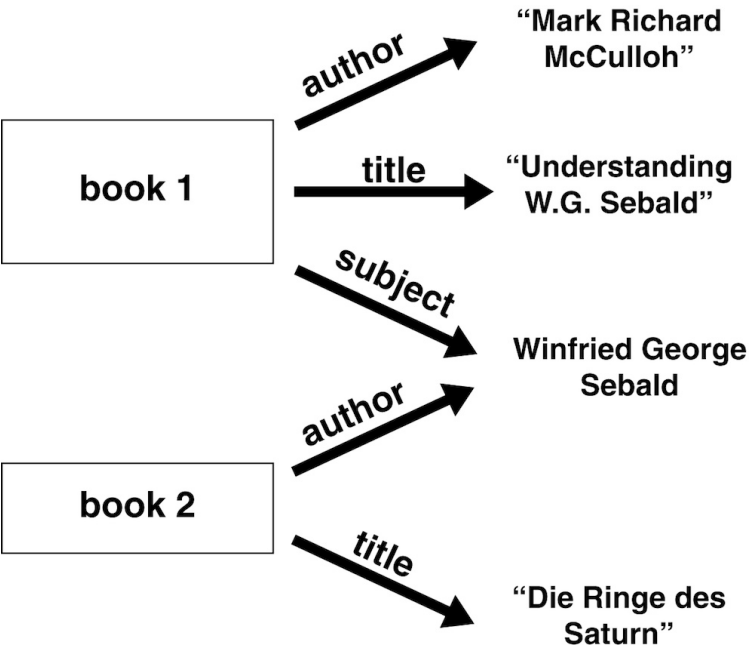 author
“Mark Richard
McCulloh”
book 1
title
“Understanding
W.G. Sebald”
subject
Winfried George
Sebald
author
book 2
title
“Die Ringe des
Saturn”